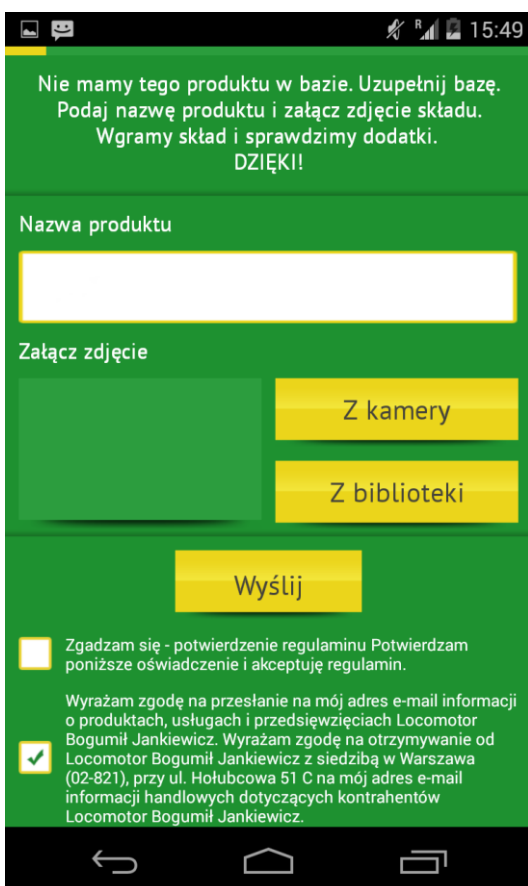 R 15:49
Nie mamy tego produktu w bazie. Uzupełnij bazę.
Podaj nazwę produktu i załącz zdjęcie składu.
Wgramy skład i sprawdzimy dodatki.
DZIĘKI!
Nazwa produktu
Załącz zdjęcie
Z kamery
Z biblioteki
Wyślij
Zgadzam się - potwierdzenie regulaminu Potwierdzam
poniższe oświadczenie i akceptuję regulamin.
Wyrażam zgodę na przesłanie na mój adres e-mail informacji
o produktach, usługach i przedsięwzięciach Locomotor
Bogumił Jankiewicz. Wyrażam zgodę na otrzymywanie od
Locomotor Bogumił Jankiewicz z siedzibą w Warszawa
(02-821), przy ul. Hołubcowa 51 C na mój adres e-mail
informacji handlowych dotyczących kontrahentów
Locomotor Bogumił Jankiewicz.